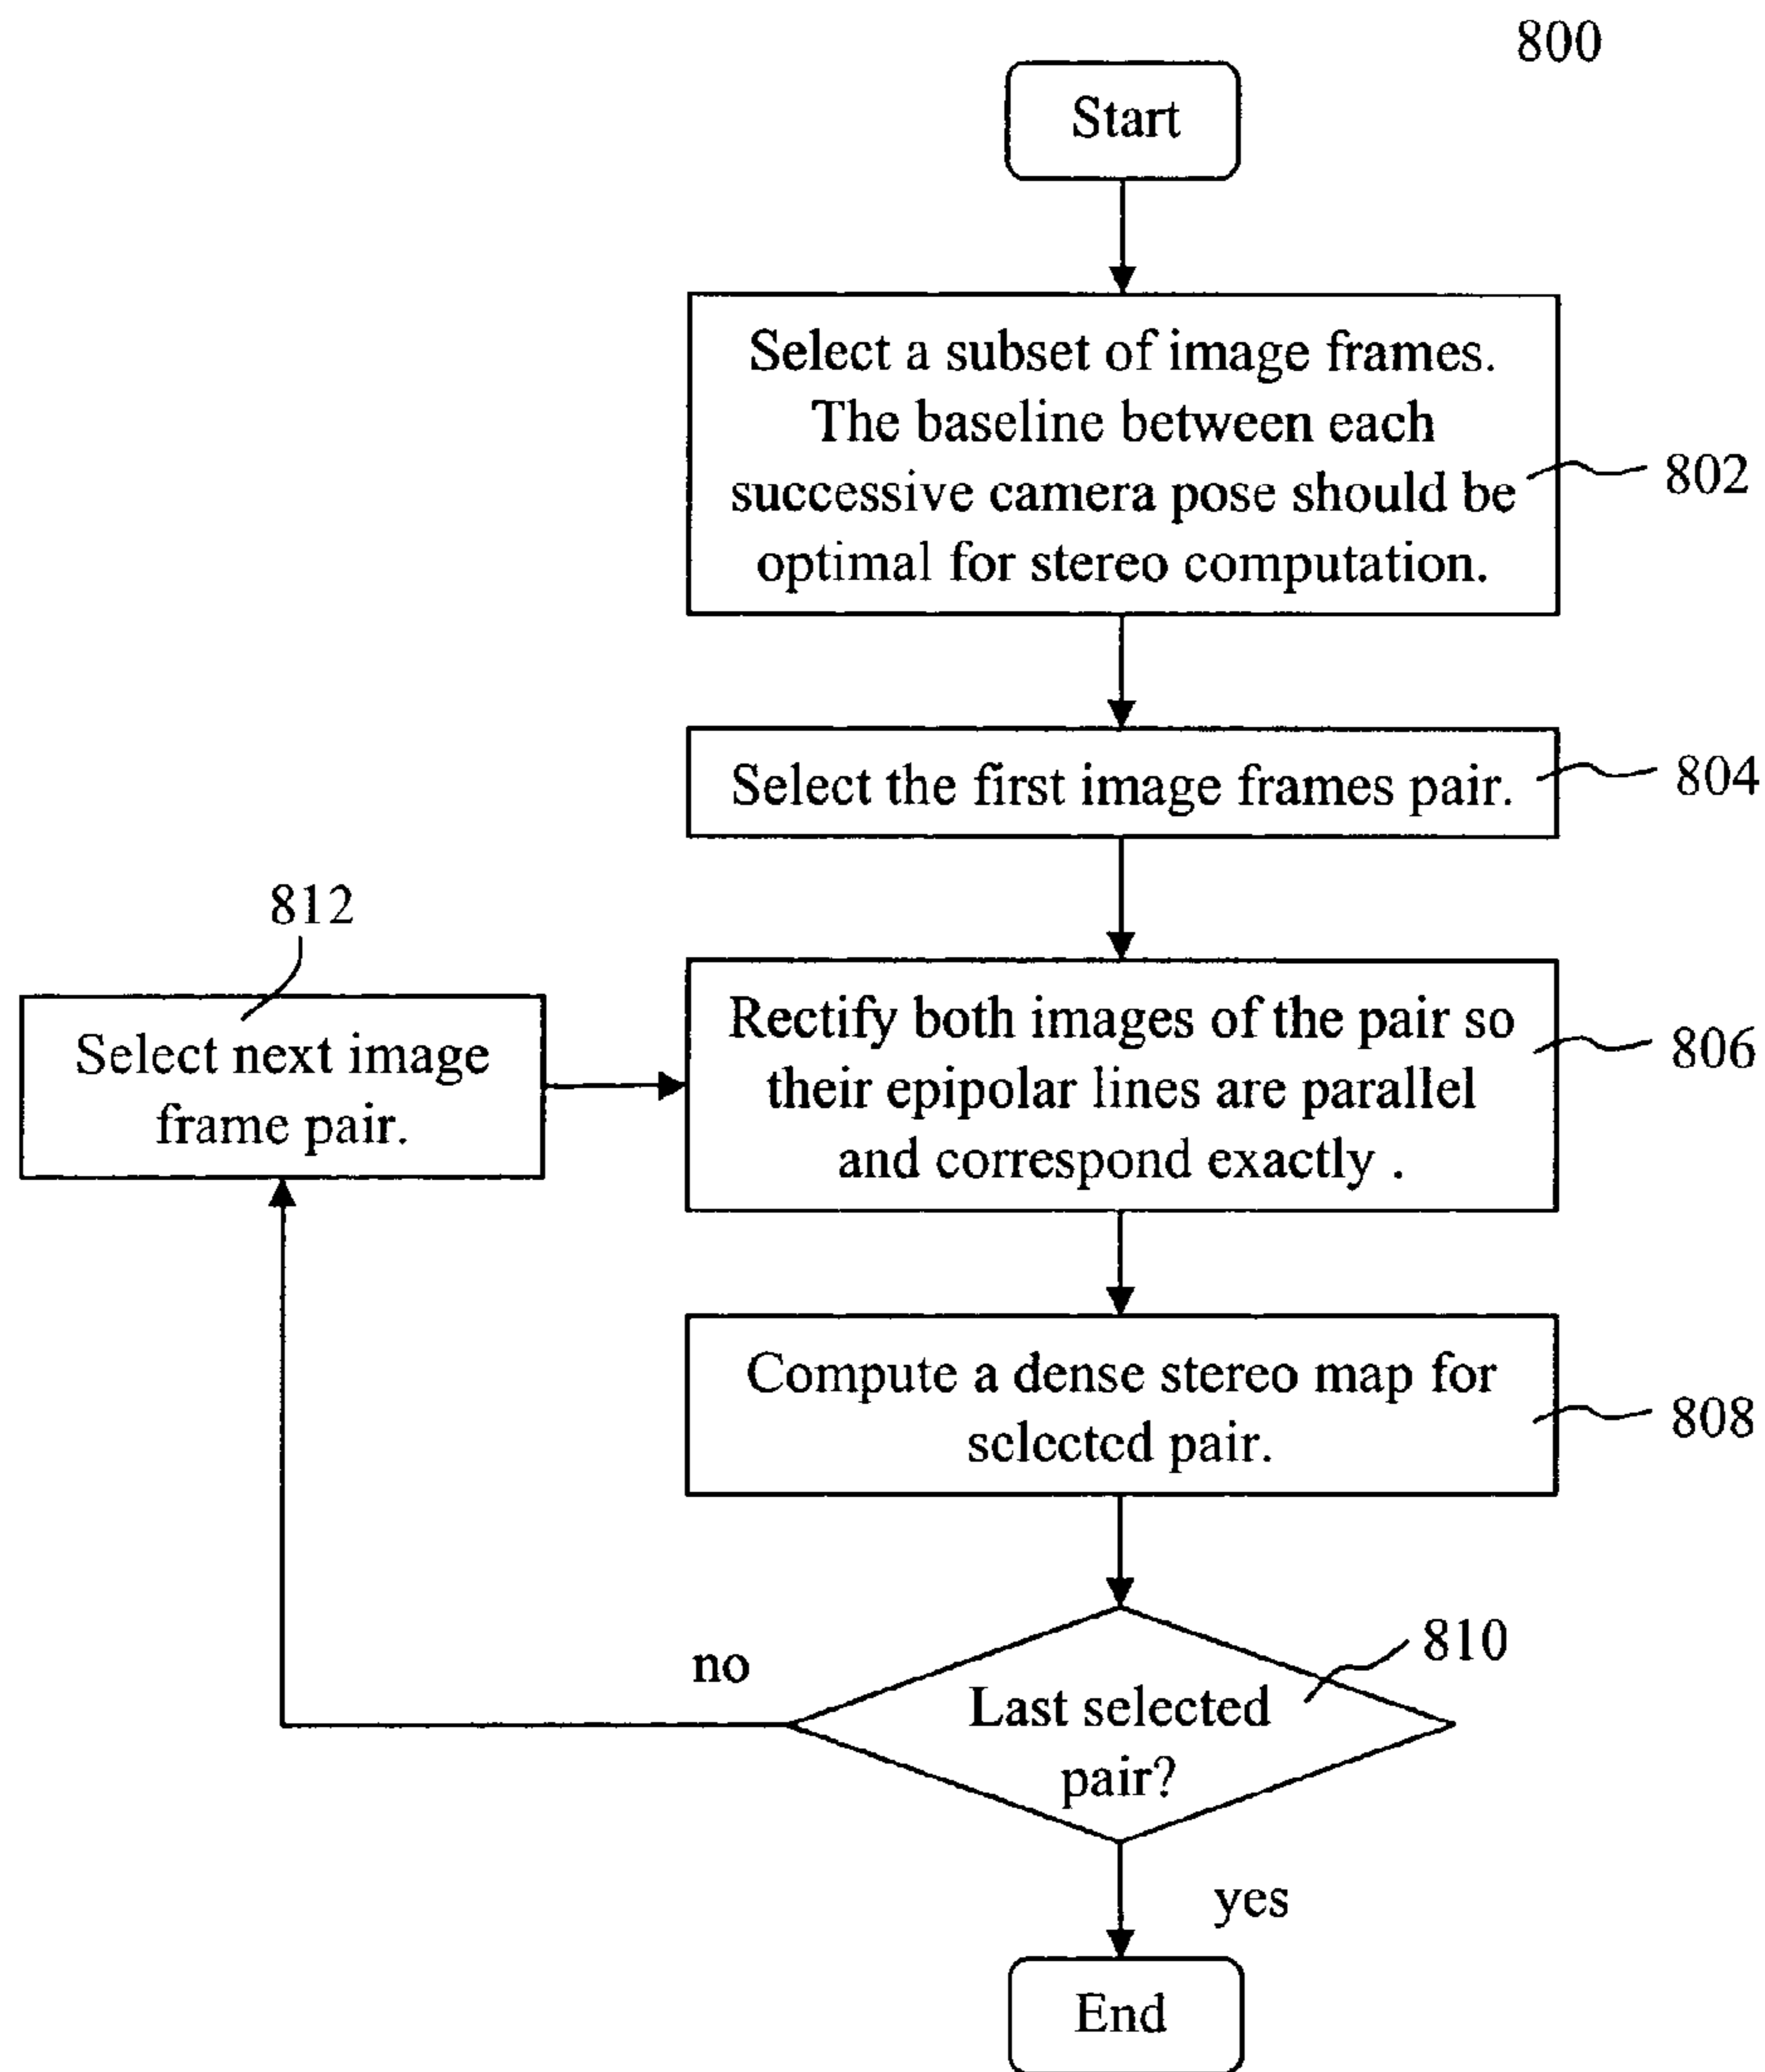 800
Start
Select a subset of image frames.
The baseline between each
successive camera pose should be
optimal for stereo computation.
802
Select the first image frames pair.
804
812
Select next image
frame pair.
Rectify both images of the pair so
their epipolar lines are parallel
and correspond exactly .
806
Compute a dense stereo map for
selected pair.
808
no
810
Last selected
pair?
yes
End